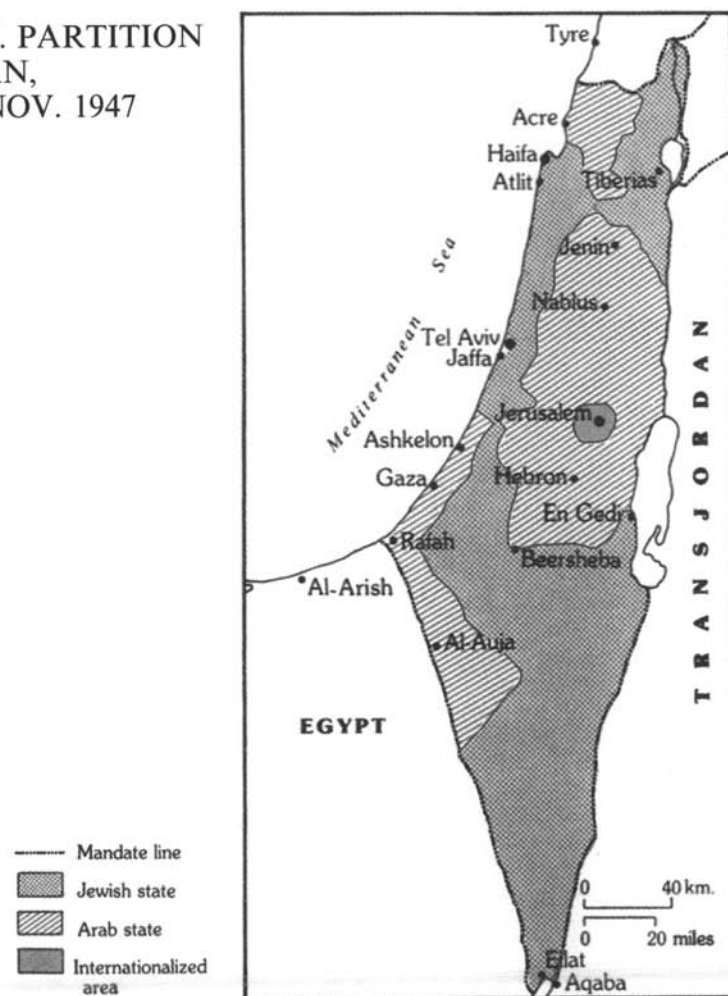 . PARTITION
N,
NOV. 1947
Tyre
Acre
Haifa
Atlit
Tiberias
Jenin
Mediterranean Sea
Nablus
Tel Aviv
Jaffa
TRANSJORDAN
Jerusalem
Ashkelon
Gaza
Hebron
En Gedi
Rafah
Beersheba
Al-Arish
Al-Auja
EGYPT
Mandate line
Jewish state
Arab state
Internationalized
area
0 40 km.
0 20 miles
Eilat
Aqaba